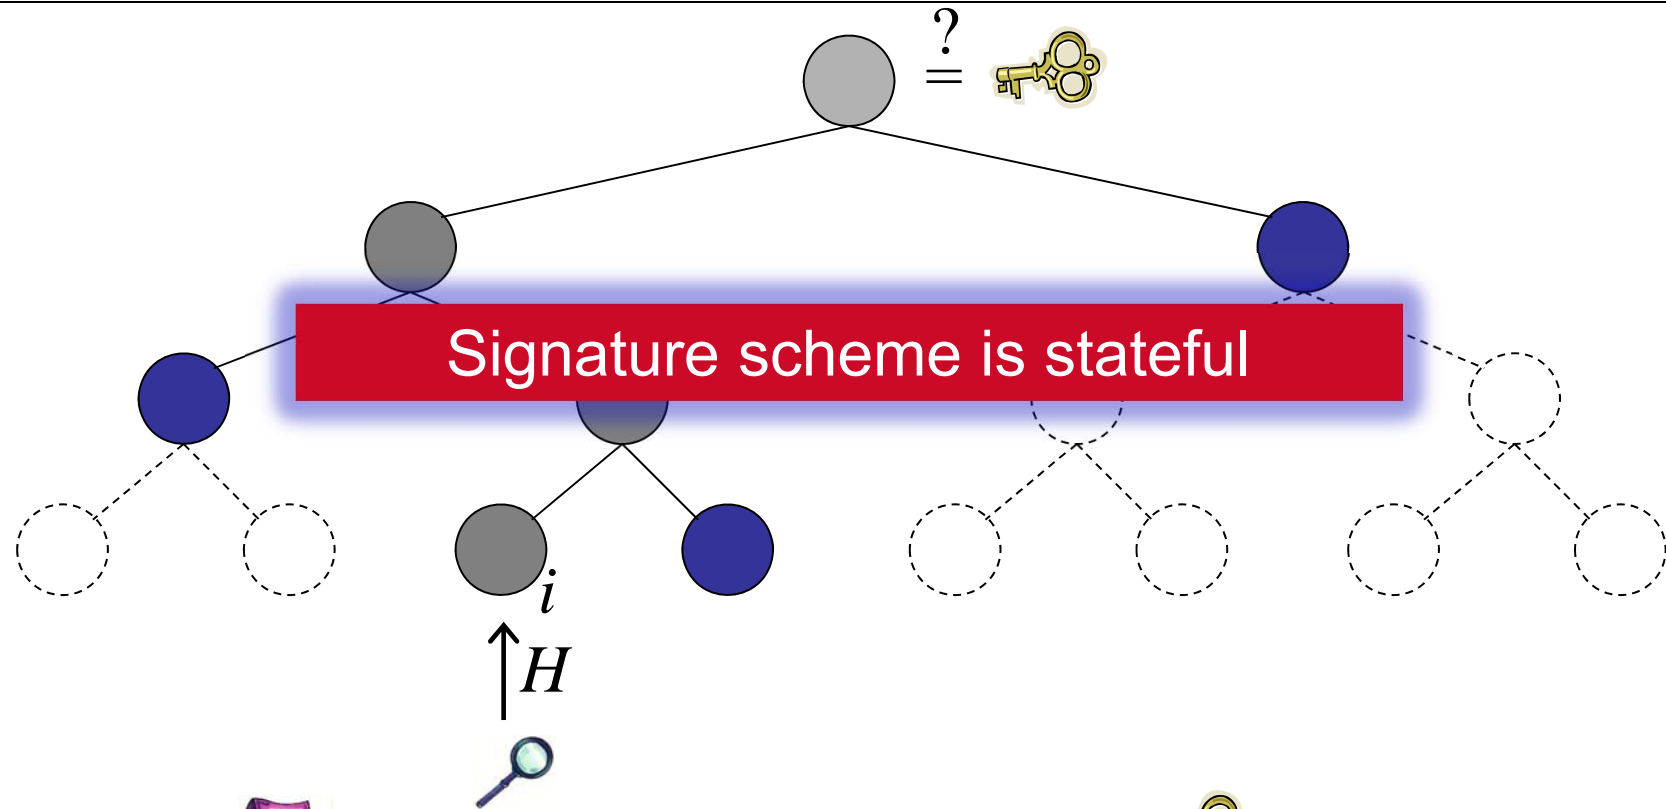 ?
=
Signature scheme is stateful
i
H